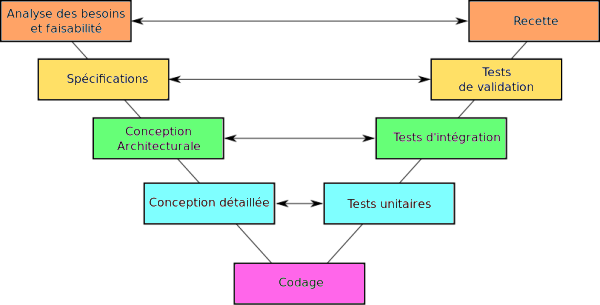 Analyse des besoins
et faisabilité
Recette
Spécifications
Tests
de validation
Conception
Architecturale
Tests d'intégration
Conception détaillée
Tests unitaires
Codage